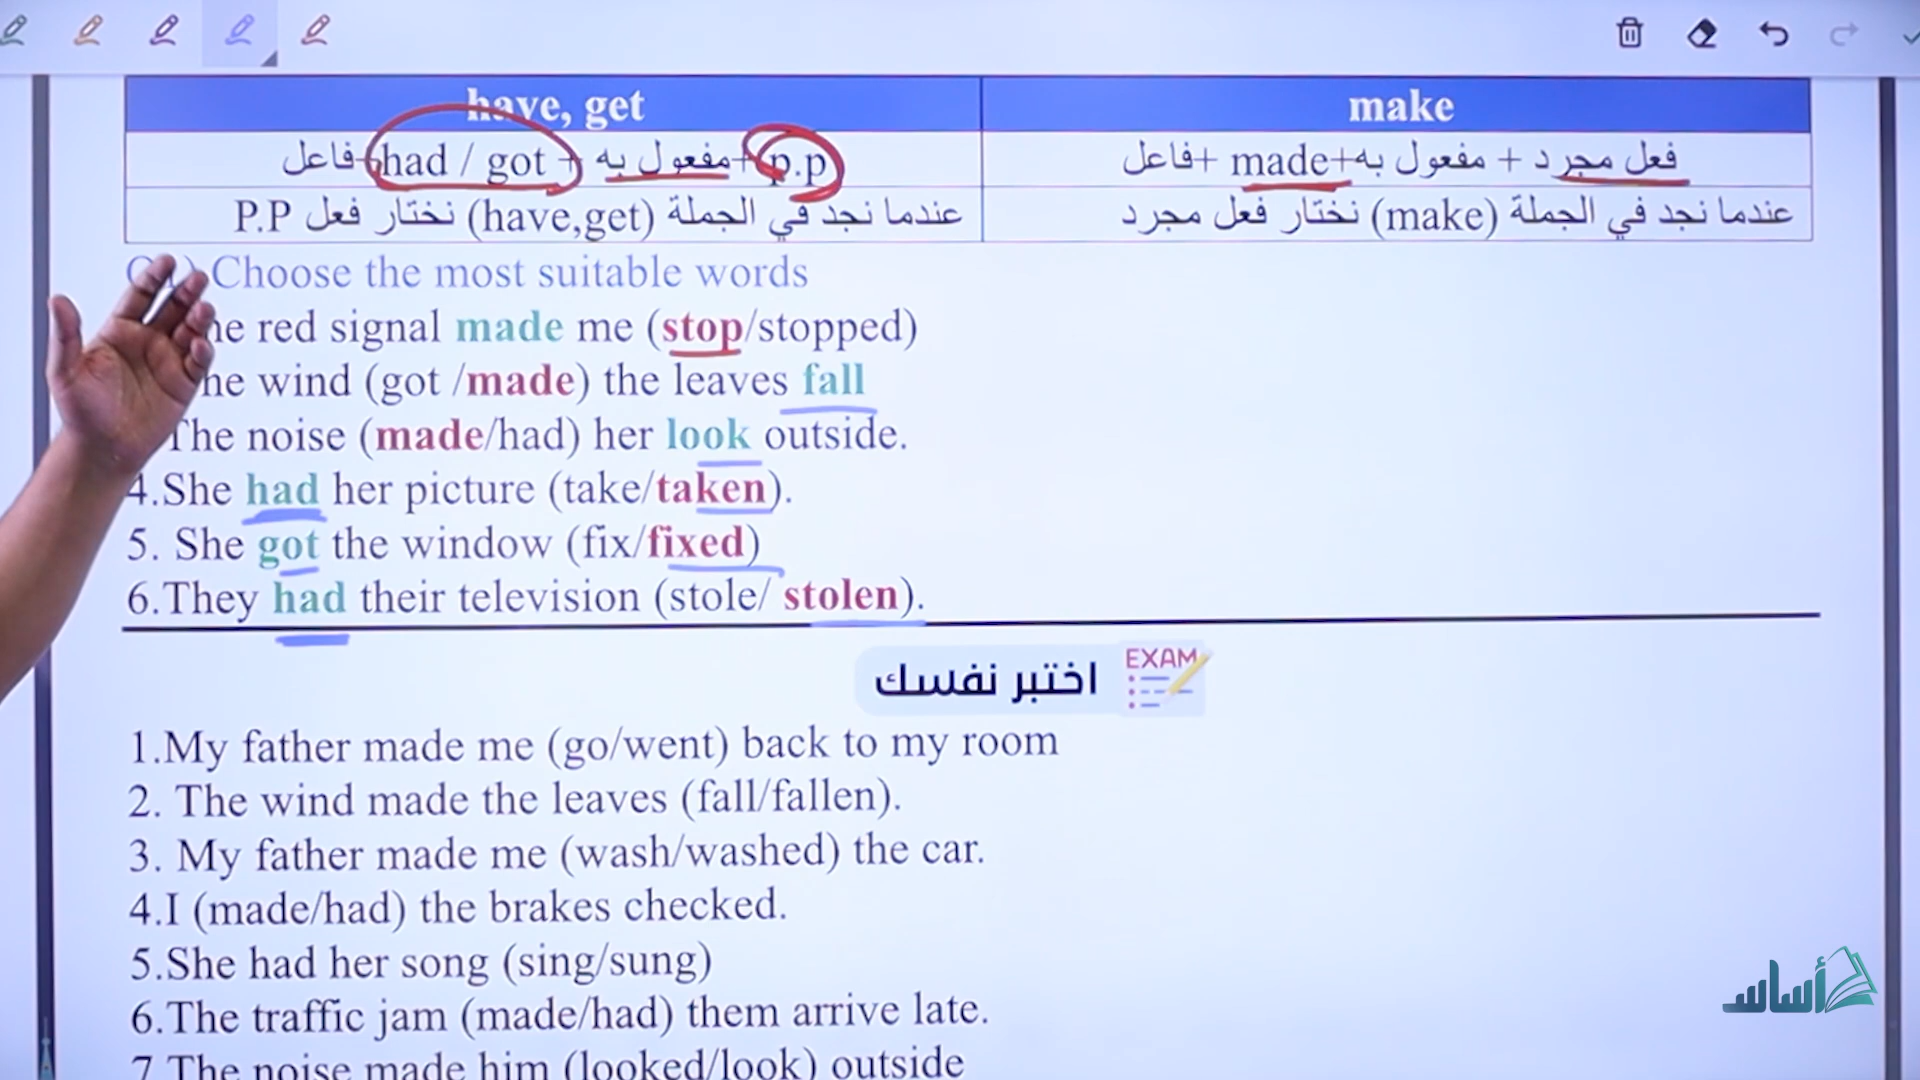 have, get
make
فاعل+ had / got + مفعول به + p.p
فاعل+ made+فعل مجرد + مفعول به
عندما نجد في الجملة (have,get) نختار فعل P.P
عندما نجد في الجملة (make) نختار فعل مجرد
Choose the most suitable words
he red signal made me (stop/stopped)
he wind (got /made) the leaves fall
The noise (made/had) her look outside.
4.She had her picture (take/taken).
5. She got the window (fix/fixed)
6.They had their television (stole/ stolen).
اختبر نفسك
EXAM
1.My father made me (go/went) back to my room
2. The wind made the leaves (fall/fallen).
3. My father made me (wash/washed) the car.
4.I (made/had) the brakes checked.
5.She had her song (sing/sung)
6.The traffic jam (made/had) them arrive late.
7 The noise made him (looked/look) outside
أساس